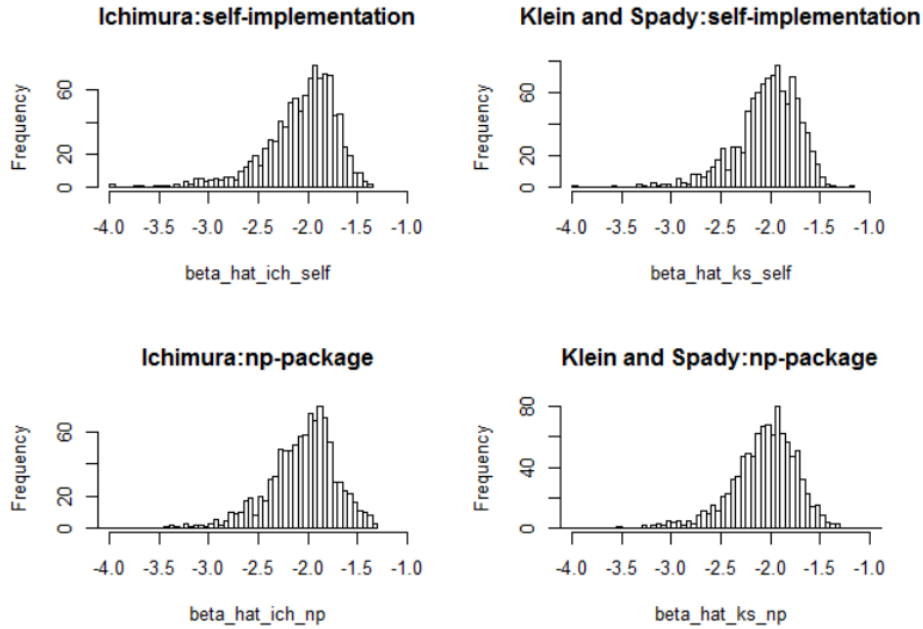 Ichimura:self-implementation
Frequency
0 20 60
-4.0 -3.5 -3.0 -2.5 -2.0 -1.5 -1.0
beta_hat_ich_self
Klein and Spady:self-implementation
Frequency
0 20 60
-4.0 -3.5 -3.0 -2.5 -2.0 -1.5 -1.0
beta_hat_ks_self
Ichimura:np-package
Frequency
0 20 60
-4.0 -3.5 -3.0 -2.5 -2.0 -1.5 -1.0
beta_hat_ich_np
Klein and Spady:np-package
Frequency
0 40 80
-4.0 -3.5 -3.0 -2.5 -2.0 -1.5 -1.0
beta_hat_ks_np